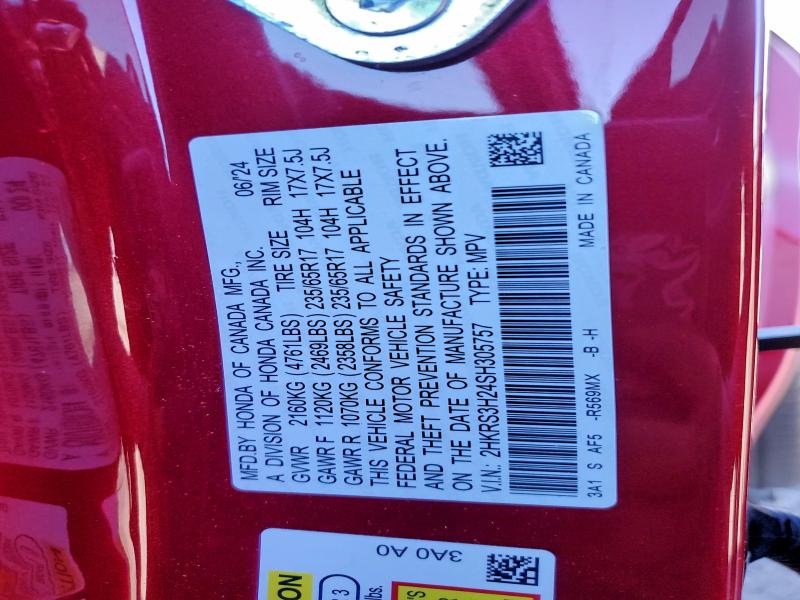 MFD.BY HONDA OF CANADA MFG., 06/'24
A DIVISION OF HONDA CANADA INC.
TIRE SIZE RIM SIZE
GVWR 2160KG (4761LBS)
GAWR F 1120KG (2469LBS) 235/65R17 104H 17X7.5J
GAWR R 1070KG (2358LBS) 235/65R17 104H 17X7.5J
THIS VEHICLE CONFORMS TO ALL APPLICABLE
FEDERAL MOTOR VEHICLE SAFETY
AND THEFT PREVENTION STANDARDS IN EFFECT
ON THE DATE OF MANUFACTURE SHOWN ABOVE.
V.I.N.: 2HKRS3H24SH305757 TYPE: MPV
3A1 S AF5 -R569MX -B -H MADE IN CANADA
3A0 A0
ON
3
lbs.